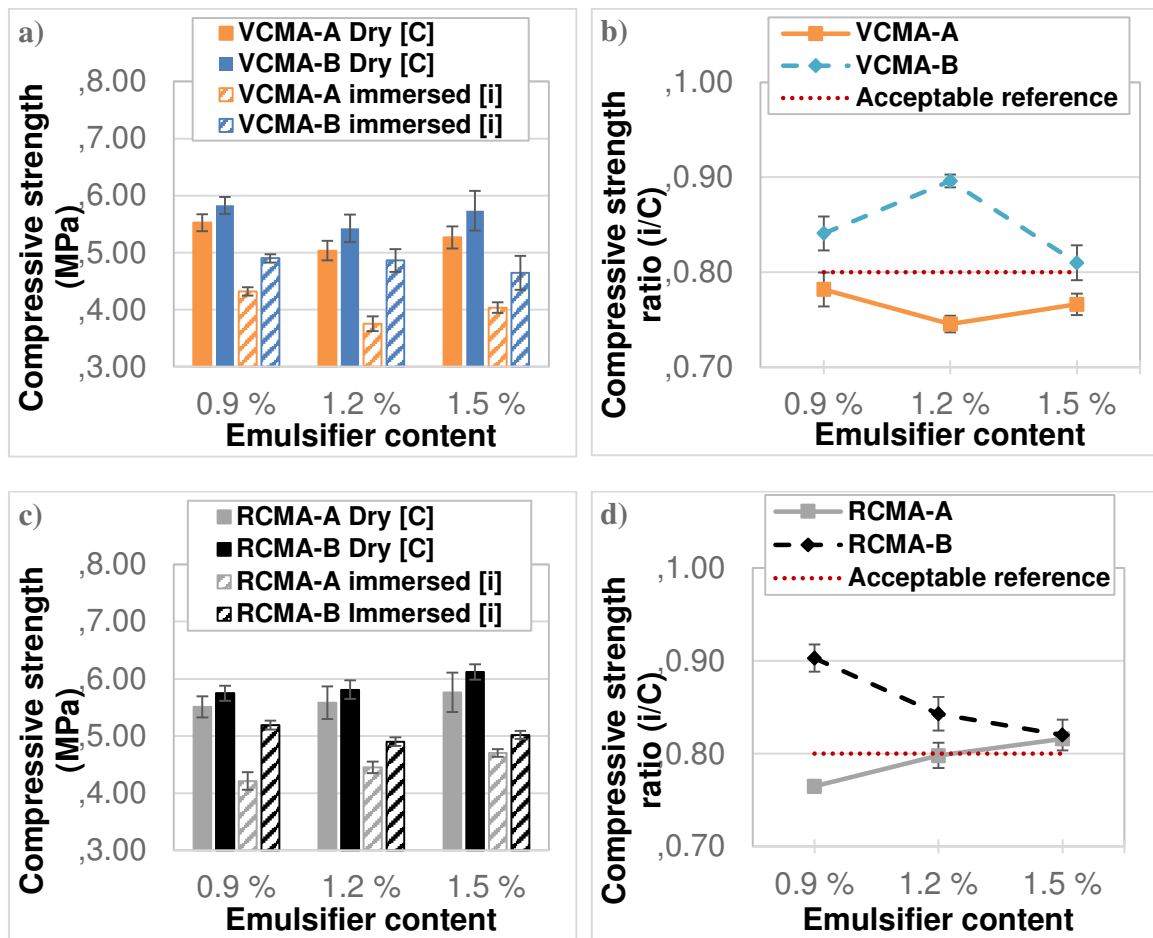 a)
VCMA-A Dry [C]
VCMA-B Dry [C]
VCMA-A immersed [i]
VCMA-B immersed [i]
Compressive strength
(MPa)
,8.00
,7.00
,6.00
,5.00
,4.00
,3.00
0.9 % 1.2 % 1.5 %
Emulsifier content
b)
VCMA-A
VCMA-B
Acceptable reference
Compressive strength
ratio (i/C)
,1.00
,0.90
,0.80
,0.70
0.9 % 1.2 % 1.5 %
Emulsifier content
c)
RCMA-A Dry [C]
RCMA-B Dry [C]
RCMA-A immersed [i]
RCMA-B Immersed [i]
Compressive strength
(MPa)
,8.00
,7.00
,6.00
,5.00
,4.00
,3.00
0.9 % 1.2 % 1.5 %
Emulsifier content
d)
RCMA-A
RCMA-B
Acceptable reference
Compressive strength
ratio (i/C)
,1.00
,0.90
,0.80
,0.70
0.9 % 1.2 % 1.5 %
Emulsifier content